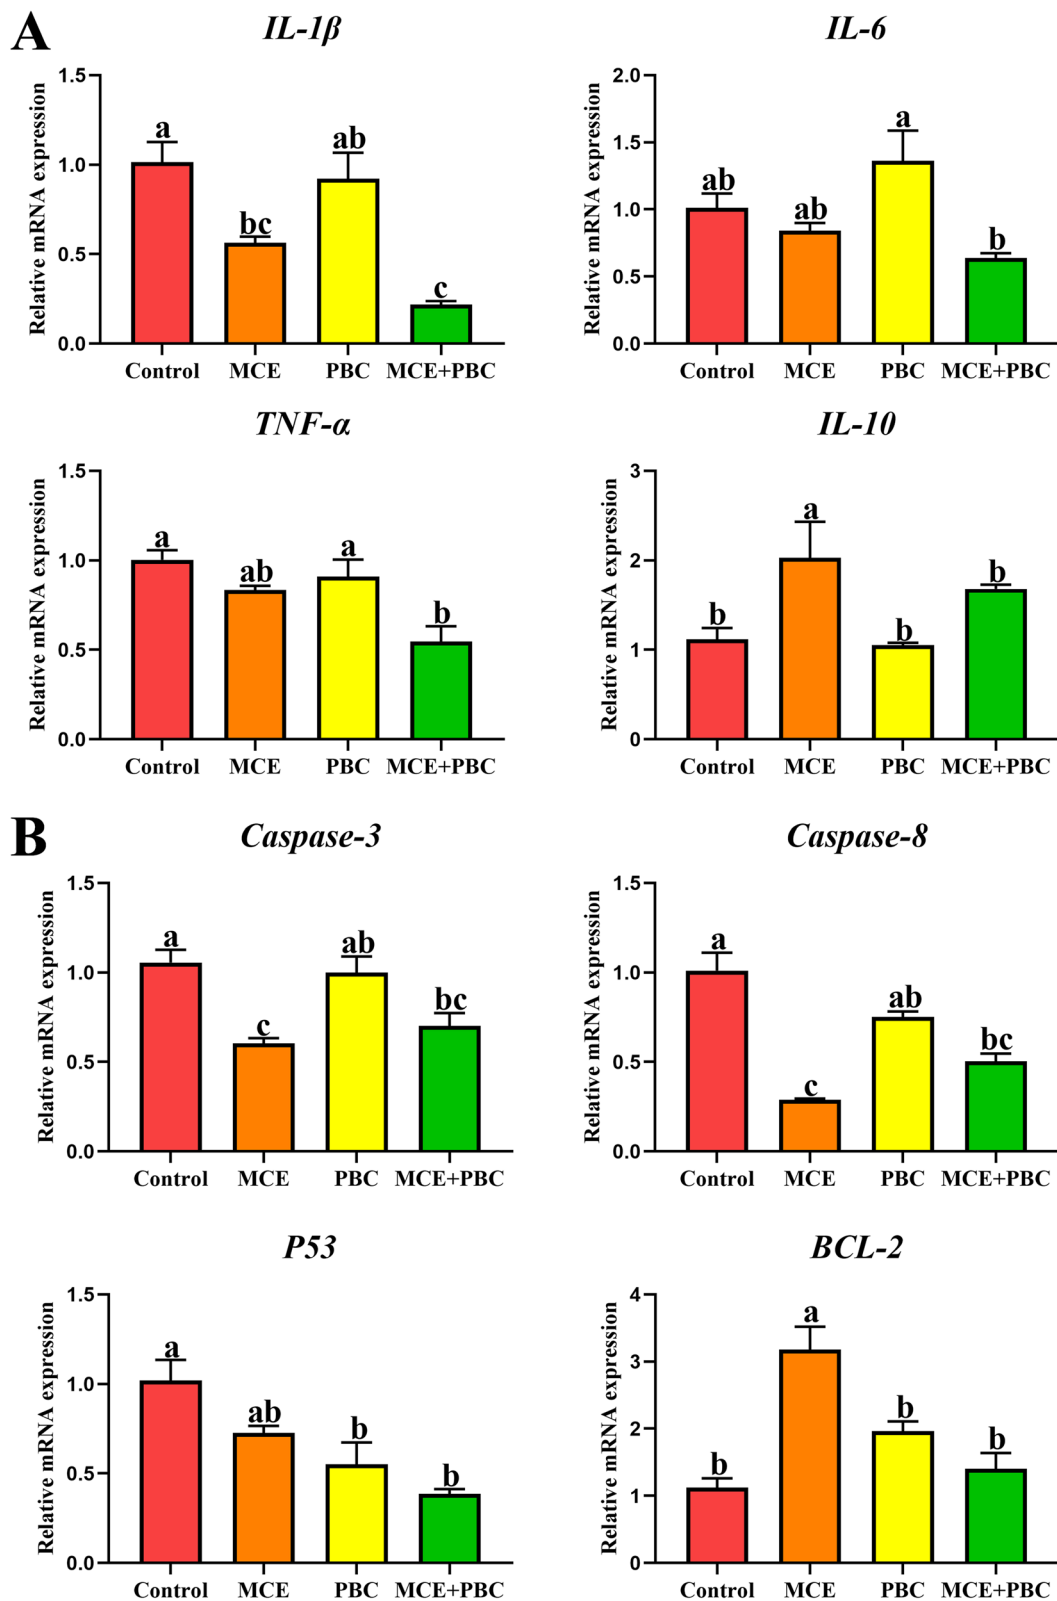 A
IL-1β
Relative mRNA expression
1.5
1.0
0.5
0.0
a
bc
ab
c
Control MCE PBC MCE+PBC
IL-6
Relative mRNA expression
2.0
1.5
1.0
0.5
0.0
ab
ab
a
b
Control MCE PBC MCE+PBC
TNF-α
Relative mRNA expression
1.5
1.0
0.5
0.0
a
ab
a
b
Control MCE PBC MCE+PBC
IL-10
Relative mRNA expression
3
2
1
0
b
a
b
b
Control MCE PBC MCE+PBC
B
Caspase-3
Relative mRNA expression
1.5
1.0
0.5
0.0
a
c
ab
bc
Control MCE PBC MCE+PBC
Caspase-8
Relative mRNA expression
1.5
1.0
0.5
0.0
a
c
ab
bc
Control MCE PBC MCE+PBC
P53
Relative mRNA expression
1.5
1.0
0.5
0.0
a
ab
b
b
Control MCE PBC MCE+PBC
BCL-2
Relative mRNA expression
4
3
2
1
0
b
a
b
b
Control MCE PBC MCE+PBC